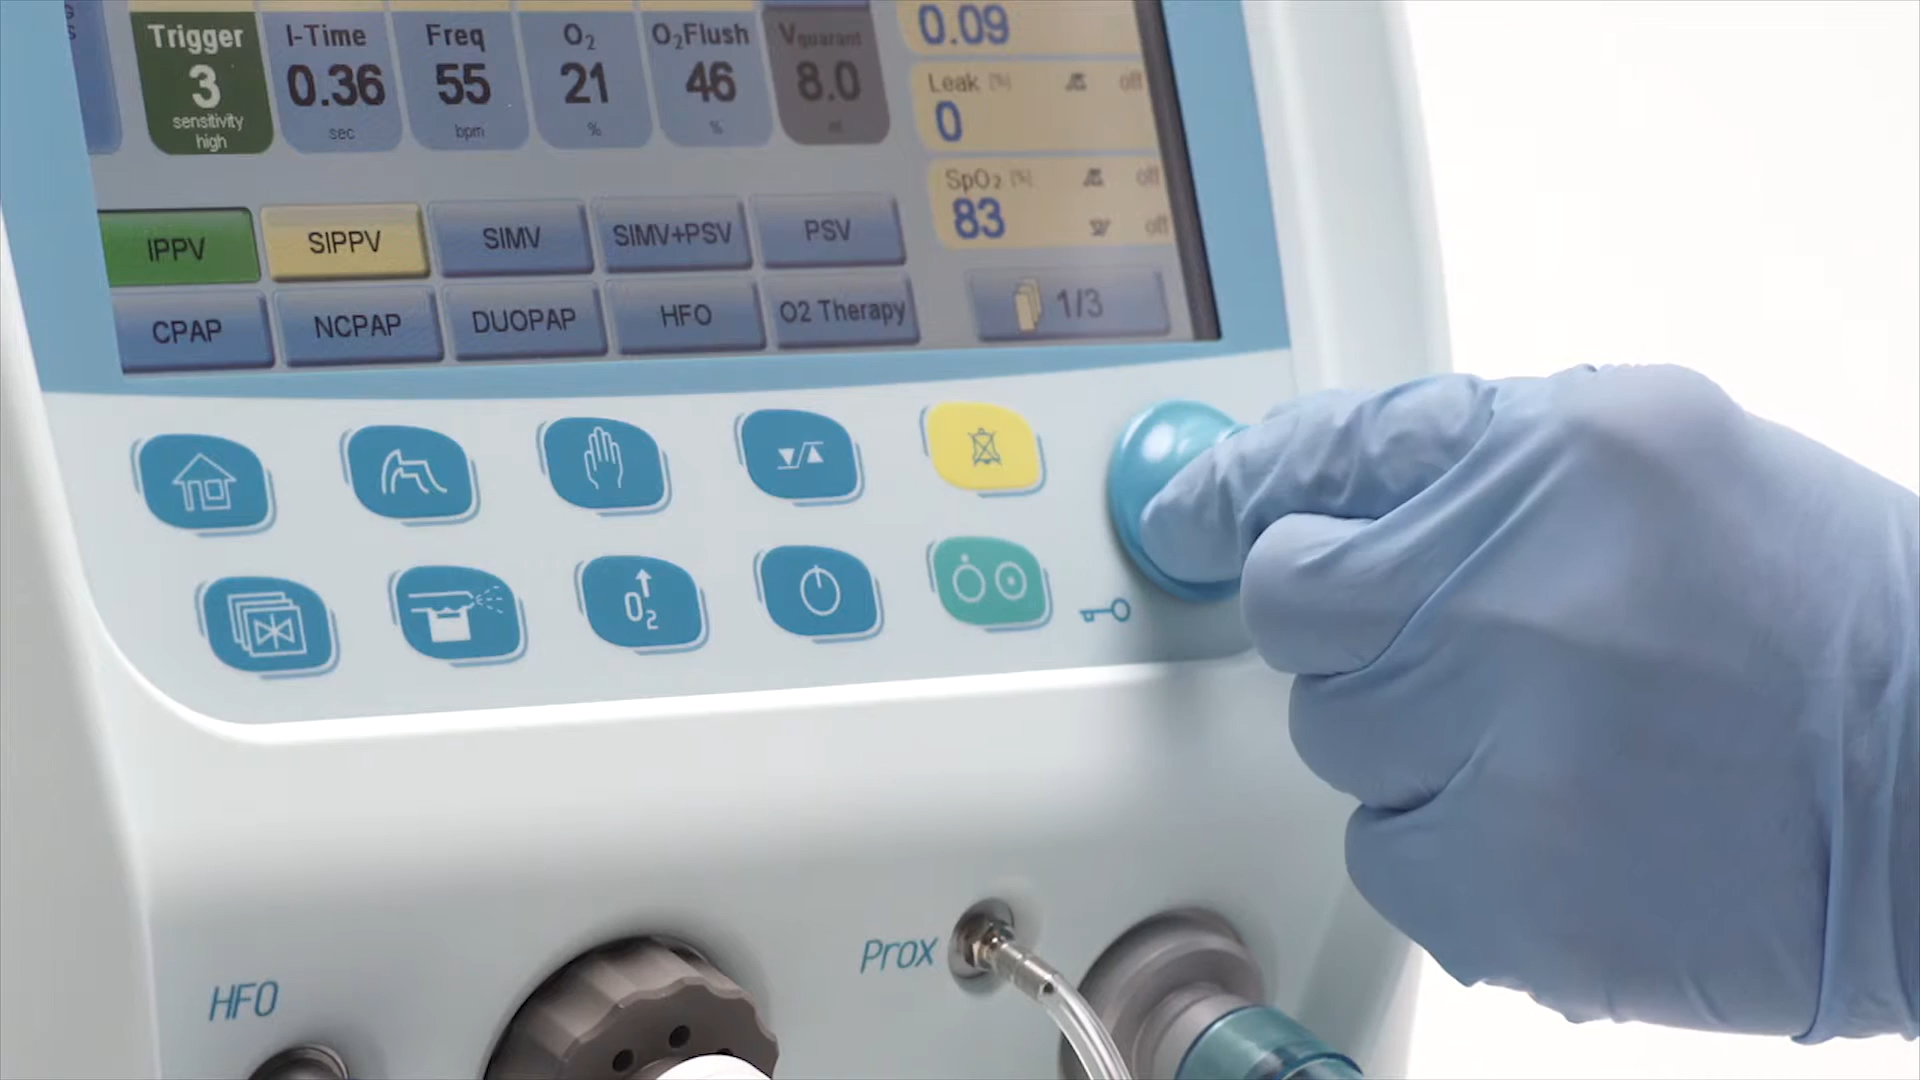 Trigger
3
sensitivity
high
I-Time
0.36
sec
Freq
55
bpm
O2
21
%
O2Flush
46
%
Vguarant
8.0
0.09
Leak [%] off
0
SpO2 [%] off
83 off
IPPV SIPPV SIMV SIMV+PSV PSV
CPAP NCPAP DUOPAP HFO O2 Therapy
1/3
O2
Prox
HFO